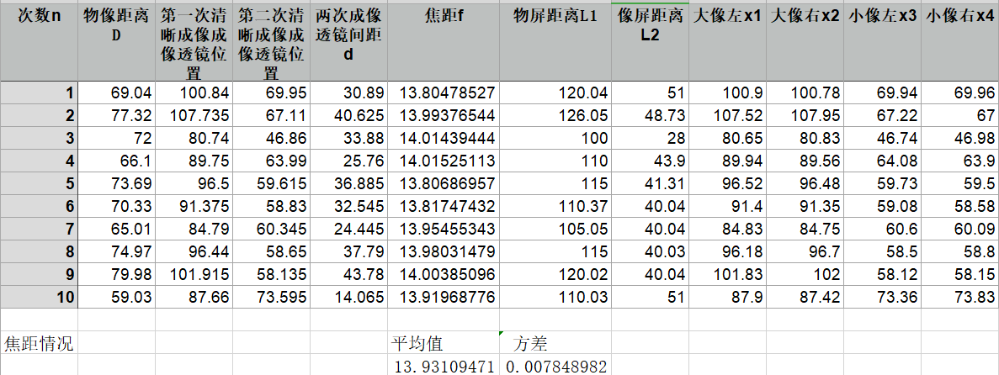 次数n 物像距离D 第一次清晰成像成像透镜位置 第二次清晰成像成像透镜位置 两次成像透镜间距d 焦距f 物屏距离L1 像屏距离L2 大像左x1 大像右x2 小像左x3 小像右x4
1 69.04 100.84 69.95 30.89 13.80478527 120.04 51 100.9 100.78 69.94 69.96
2 77.32 107.735 67.11 40.625 13.99376544 126.05 48.73 107.52 107.95 67.22 67
3 72 80.74 46.86 33.88 14.01439444 100 28 80.65 80.83 46.74 46.98
4 66.1 89.75 63.99 25.76 14.01525113 110 43.9 89.94 89.56 64.08 63.9
5 73.69 96.5 59.615 36.885 13.80686957 115 41.31 96.52 96.48 59.73 59.5
6 70.33 91.375 58.83 32.545 13.81747432 110.37 40.04 91.4 91.35 59.08 58.58
7 65.01 84.79 60.345 24.445 13.95455343 105.05 40.04 84.83 84.75 60.6 60.09
8 74.97 96.44 58.65 37.79 13.98031479 115 40.03 96.18 96.7 58.5 58.8
9 79.98 101.915 58.135 43.78 14.00385096 120.02 40.04 101.83 102 58.12 58.15
10 59.03 87.66 73.595 14.065 13.91968776 110.03 51 87.9 87.42 73.36 73.83
焦距情况 平均值 方差
13.93109471 0.007848982